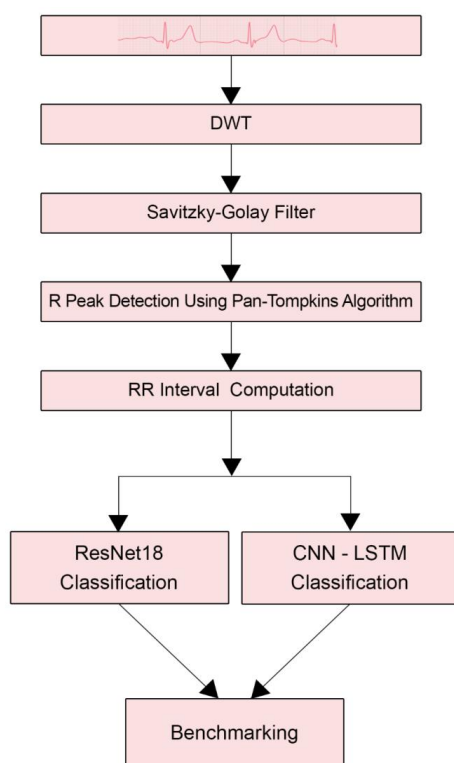 DWT
Savitzky-Golay Filter
R Peak Detection Using Pan-Tompkins Algorithm
RR Interval Computation
ResNet18
Classification
CNN - LSTM
Classification
Benchmarking